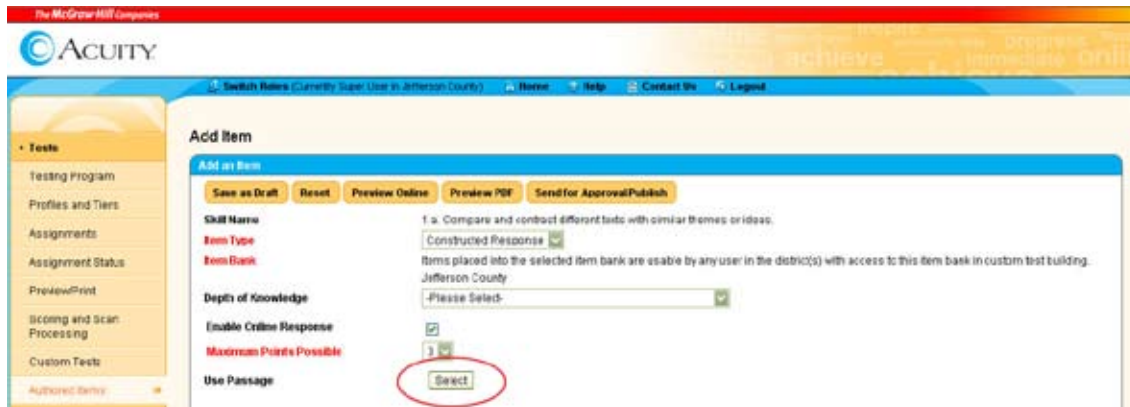 The McGraw-Hill Companies
ACUITY
achieve
progress
immediate
Switch Roles (Currently Super User in Jefferson County) Home Help Contact Us Logout
Add Item
Tests
Testing Program
Profiles and Tiers
Assignments
Assignment Status
Preview/Print
Scoring and Scan Processing
Custom Tests
Authored Items
Add an Item
Save as Draft Reset Preview Online Preview PDF Send for Approval/Publish
Skill Name 1.a. Compare and contrast different texts with similar themes or ideas.
Item Type Constructed Response
Item Bank Items placed into the selected item bank are usable by any user in the district(s) with access to this item bank in custom test building.
Jefferson County
Depth of Knowledge -Please Select-
Enable Online Response
Maximum Points Possible 3
Use Passage Select